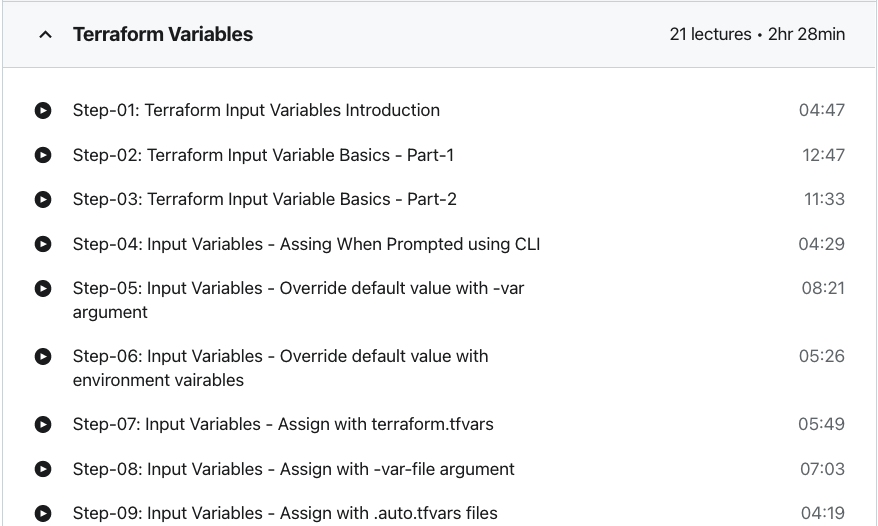 Terraform Variables 21 lectures • 2hr 28min
Step-01: Terraform Input Variables Introduction 04:47
Step-02: Terraform Input Variable Basics - Part-1 12:47
Step-03: Terraform Input Variable Basics - Part-2 11:33
Step-04: Input Variables - Assing When Prompted using CLI 04:29
Step-05: Input Variables - Override default value with -var 08:21
argument
Step-06: Input Variables - Override default value with 05:26
environment vairables
Step-07: Input Variables - Assign with terraform.tfvars 05:49
Step-08: Input Variables - Assign with -var-file argument 07:03
Step-09: Input Variables - Assign with .auto.tfvars files 04:19